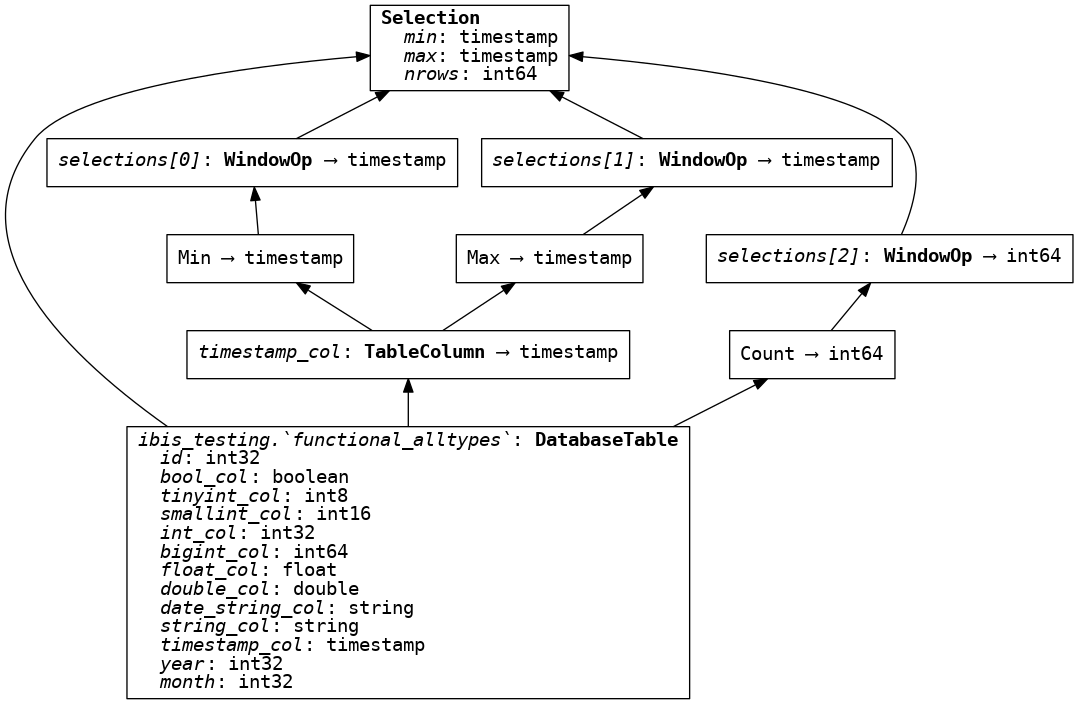 Selection
min: timestamp
max: timestamp
nrows: int64
selections[0]: WindowOp → timestamp
selections[1]: WindowOp → timestamp
Min → timestamp
Max → timestamp
selections[2]: WindowOp → int64
timestamp_col: TableColumn → timestamp
Count → int64
ibis_testing.`functional_alltypes`: DatabaseTable
id: int32
bool_col: boolean
tinyint_col: int8
smallint_col: int16
int_col: int32
bigint_col: int64
float_col: float
double_col: double
date_string_col: string
string_col: string
timestamp_col: timestamp
year: int32
month: int32